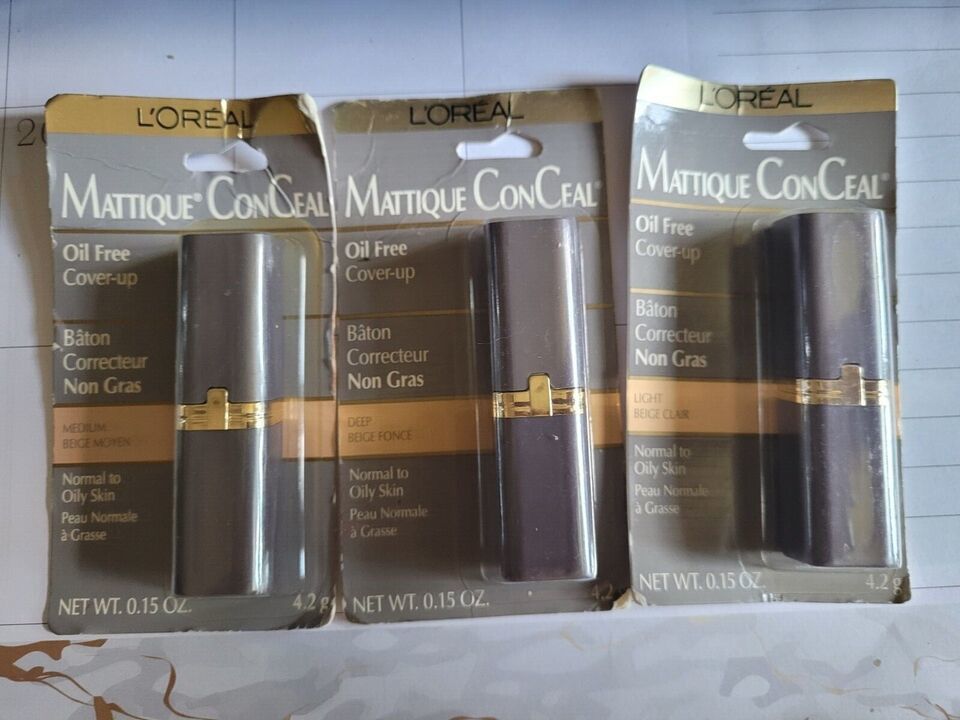 L'ORÉAL
MATTIQUE® CONCEAL
Oil Free
Cover-up
Bâton
Correcteur
Non Gras
MEDIUM
BEIGE MOYEN
Normal to
Oily Skin
Peau Normale
à Grasse
NET WT. 0.15 OZ. 4.2 g
L'ORÉAL
MATTIQUE CONCEAL®
Oil Free
Cover-up
Bâton
Correcteur
Non Gras
DEEP
BEIGE FONCE
Normal to
Oily Skin
Peau Normale
à Grasse
NET WT. 0.15 OZ. 4.2
L'ORÉAL
MATTIQUE CONCEAL®
Oil Free
Cover-up
Bâton
Correcteur
Non Gras
LIGHT
BEIGE CLAIR
Normal to
Oily Skin
Peau Normale
à Grasse
NET WT. 0.15 OZ. 4.2 g